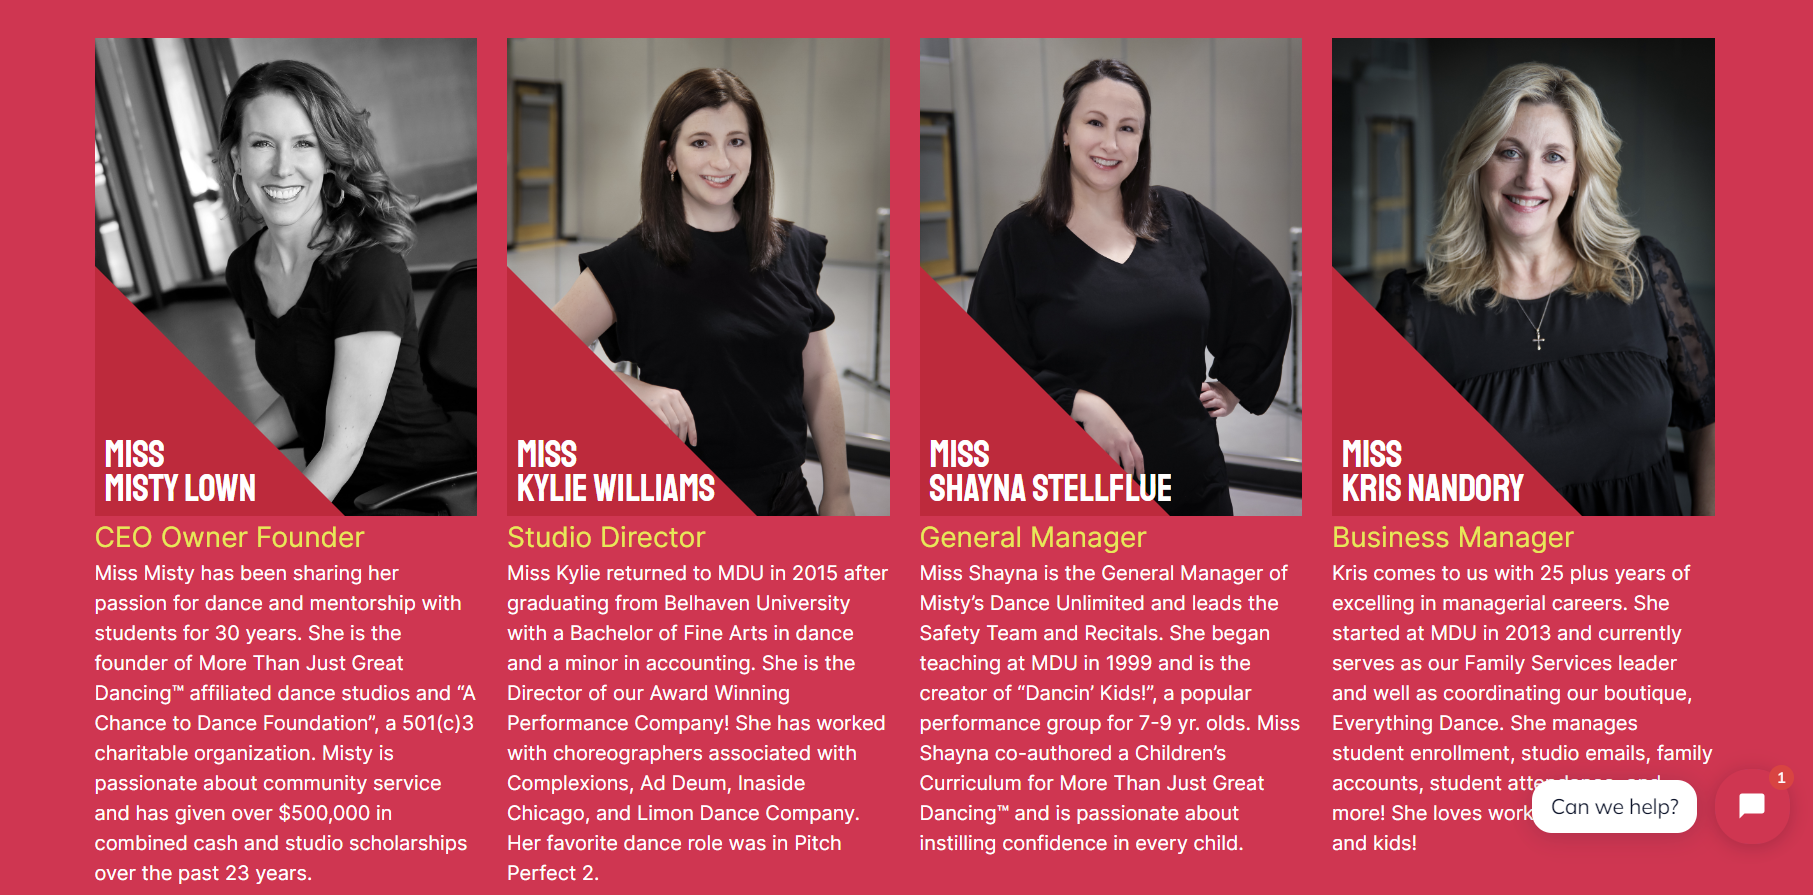 MISS
MISTY LOWN
CEO Owner Founder
Miss Misty has been sharing her
passion for dance and mentorship with
students for 30 years. She is the
founder of More Than Just Great
Dancing™ affiliated dance studios and “A
Chance to Dance Foundation”, a 501(c)3
charitable organization. Misty is
passionate about community service
and has given over $500,000 in
combined cash and studio scholarships
over the past 23 years.
MISS
KYLIE WILLIAMS
Studio Director
Miss Kylie returned to MDU in 2015 after
graduating from Belhaven University
with a Bachelor of Fine Arts in dance
and a minor in accounting. She is the
Director of our Award Winning
Performance Company! She has worked
with choreographers associated with
Complexions, Ad Deum, Inaside
Chicago, and Limon Dance Company.
Her favorite dance role was in Pitch
Perfect 2.
MISS
SHAYNA STELLFLUE
General Manager
Miss Shayna is the General Manager of
Misty’s Dance Unlimited and leads the
Safety Team and Recitals. She began
teaching at MDU in 1999 and is the
creator of “Dancin’ Kids!”, a popular
performance group for 7-9 yr. olds. Miss
Shayna co-authored a Children’s
Curriculum for More Than Just Great
Dancing™ and is passionate about
instilling confidence in every child.
MISS
KRIS NANDORY
Business Manager
Kris comes to us with 25 plus years of
excelling in managerial careers. She
started at MDU in 2013 and currently
serves as our Family Services leader
and well as coordinating our boutique,
Everything Dance. She manages
student enrollment, studio emails, family
accounts, student attendance, and
more! She loves work
and kids!
Can we help?
1